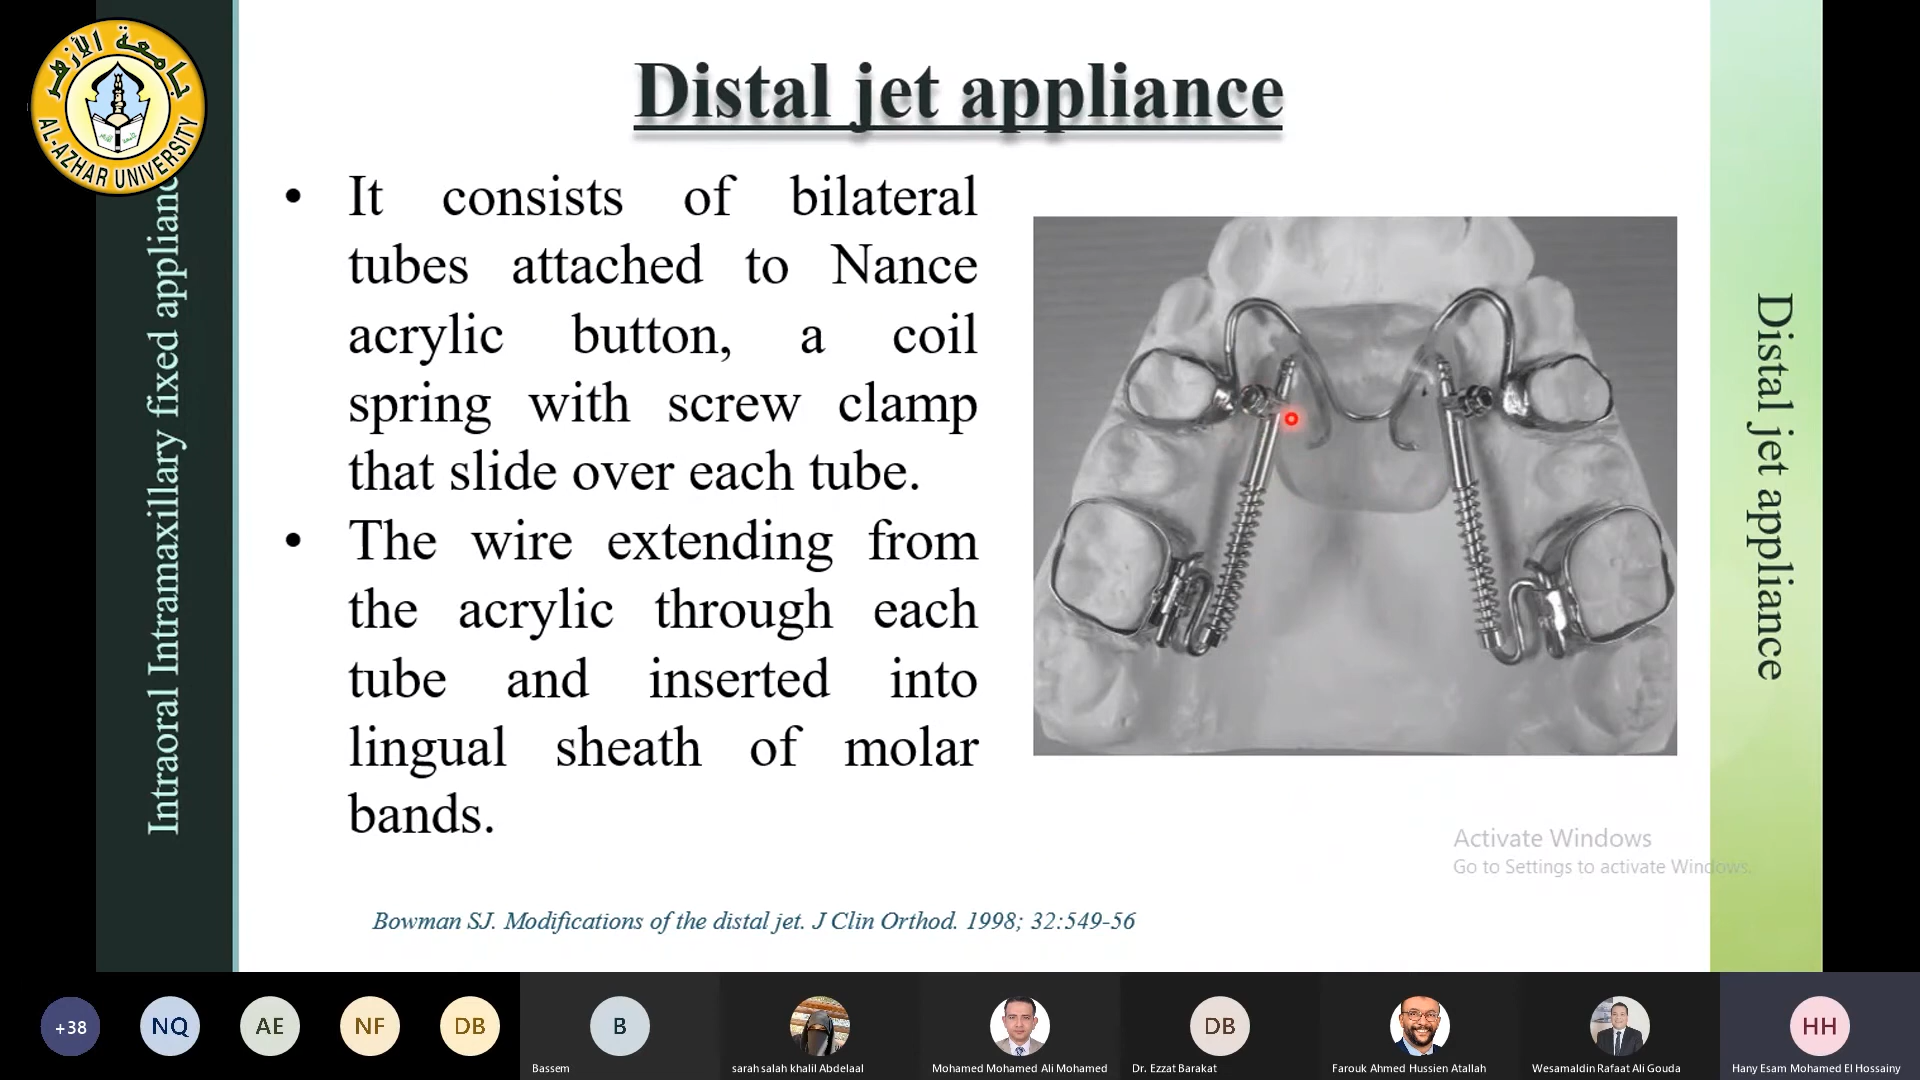 جامعة الأزهر
AL-AZHAR UNIVERSITY
Intraoral Intramaxillary fixed applianc
Distal jet appliance
• It consists of bilateral
tubes attached to Nance
acrylic button, a coil
spring with screw clamp
that slide over each tube.
• The wire extending from
the acrylic through each
tube and inserted into
lingual sheath of molar
bands.
Bowman SJ. Modifications of the distal jet. J Clin Orthod. 1998; 32:549-56
Distal jet appliance
Activate Windows
Go to Settings to activate Windows.
+38
NQ
AE
NF
DB
B
DB
HH
Bassem
sarah salah khalil Abdelaal
Mohamed Mohamed Ali Mohamed
Dr. Ezzat Barakat
Farouk Ahmed Hussien Atallah
Wesamaldin Rafaat Ali Gouda
Hany Esam Mohamed El Hossainy